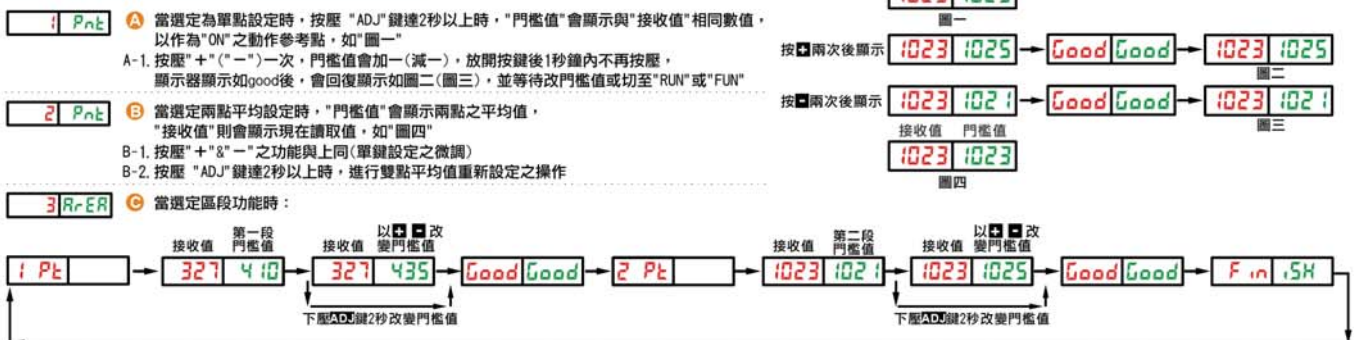 1 Pnt
A 當選定為單點設定時，按壓 "ADJ"鍵達2秒以上時，"門檻值"會顯示與"接收值"相同數值，
以作為"ON"之動作參考點，如"圖一"
A-1. 按壓"+"("－")一次，門檻值會加一(減一)，放開按鍵後1秒鐘內不再按壓，
顯示器顯示如good後，會回復顯示如圖二(圖三)，並等待改門檻值或切至"RUN"或"FUN"
圖一
按+兩次後顯示 1023 1025 Good Good 1023 1025
圖二
按-兩次後顯示 1023 1021 Good Good 1023 1021
圖三
2 Pnt
B 當選定兩點平均設定時，"門檻值"會顯示兩點之平均值，
"接收值"則會顯示現在讀取值，如"圖四"
B-1. 按壓"+"&"－"之功能與上同(單鍵設定之微調)
B-2. 按壓 "ADJ"鍵達2秒以上時，進行雙點平均值重新設定之操作
接收值 門檻值
1023 1023
圖四
3 ArEA
C 當選定區段功能時：
接收值 第一段門檻值
接收值 以+ -改變門檻值
接收值 第二段門檻值
接收值 以+ -改變門檻值
1 Pt 327 410 327 435 Good Good 2 Pt 1023 1021 1023 1025 Good Good Fin iSH
下壓ADJ鍵2秒改變門檻值
下壓ADJ鍵2秒改變門檻值